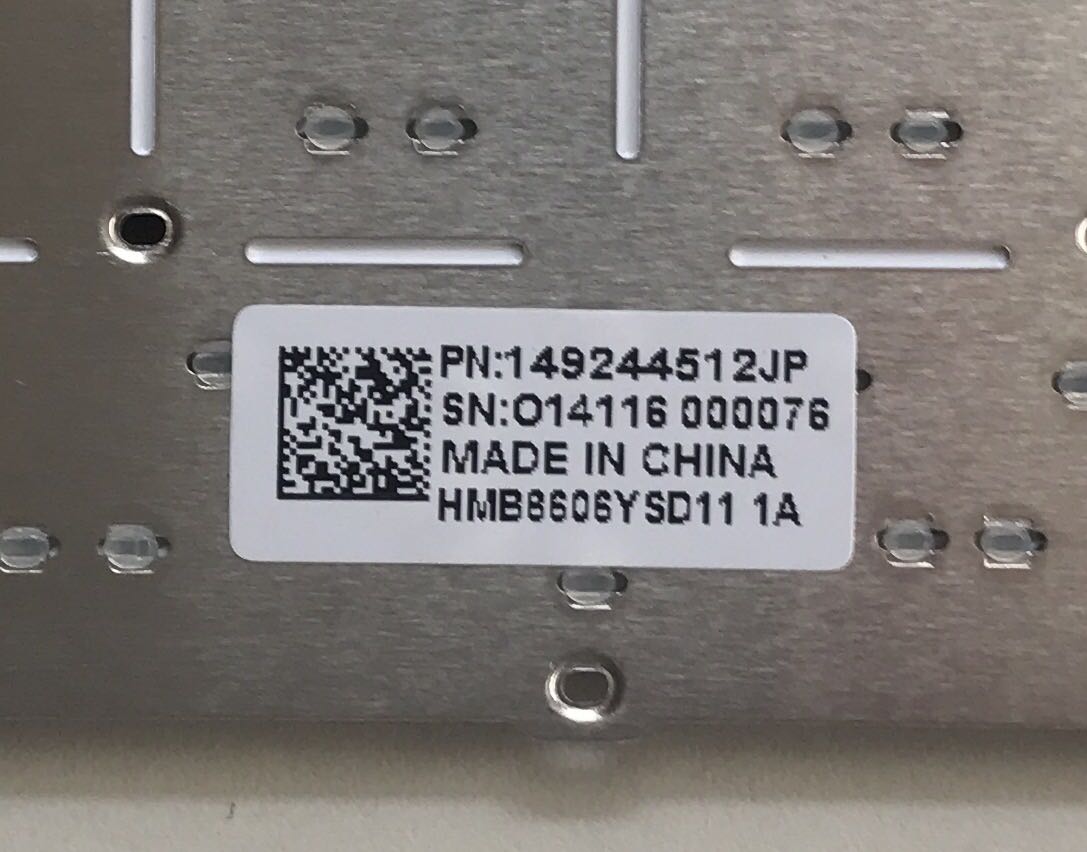 PN:149244512JP
SN:O14116 000076
MADE IN CHINA
HMB8606YSD11 1A